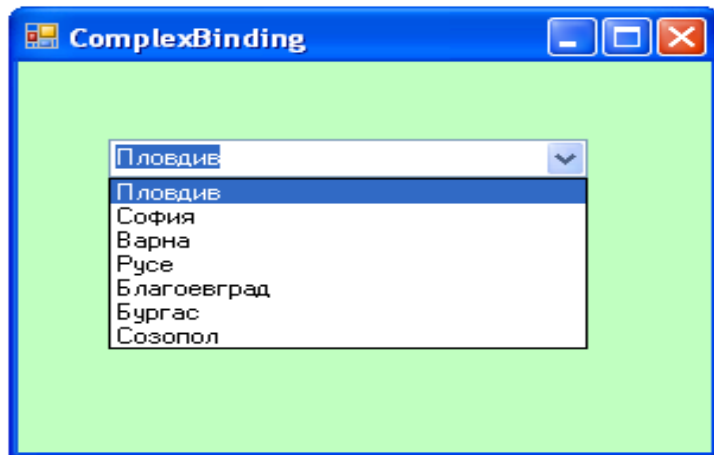 ComplexBinding
Пловдив
Пловдив
София
Варна
Русе
Благоевград
Бургас
Созопол